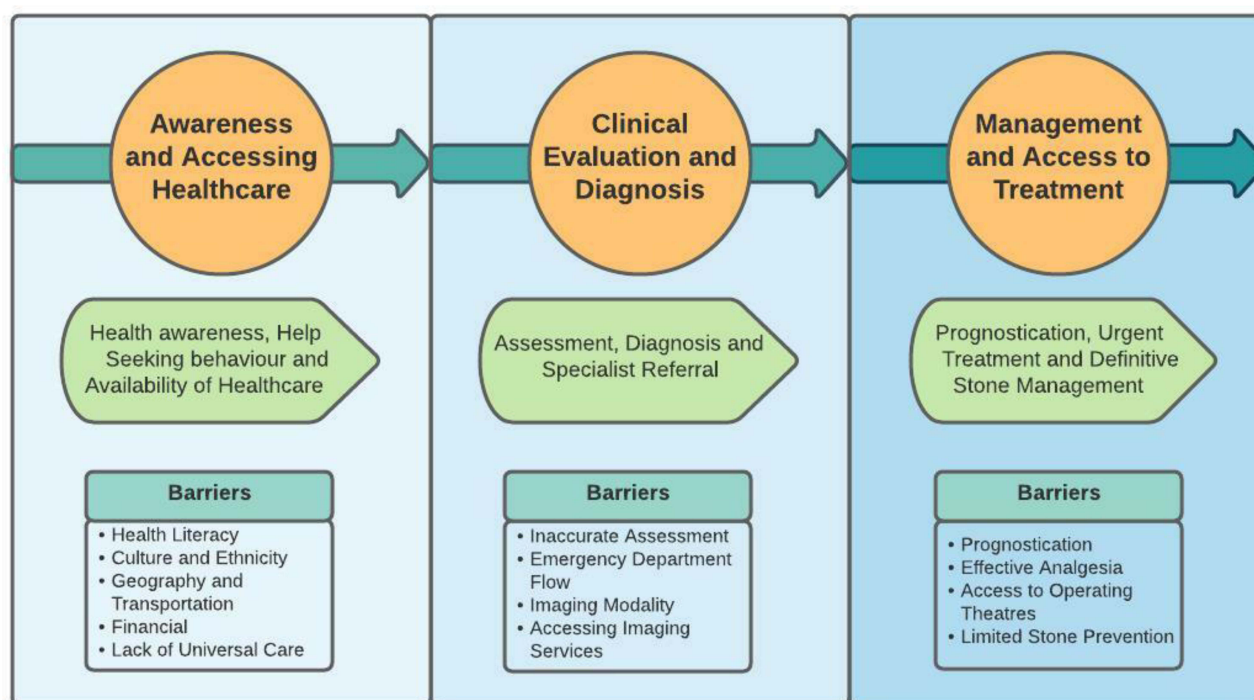 Awareness
and Accessing
Healthcare
Health awareness, Help
Seeking behaviour and
Availability of Healthcare
Barriers
• Health Literacy
• Culture and Ethnicity
• Geography and
Transportation
• Financial
• Lack of Universal Care
Clinical
Evaluation and
Diagnosis
Assessment, Diagnosis and
Specialist Referral
Barriers
• Inaccurate Assessment
• Emergency Department
Flow
• Imaging Modality
• Accessing Imaging
Services
Management
and Access to
Treatment
Prognostication, Urgent
Treatment and Definitive
Stone Management
Barriers
• Prognostication
• Effective Analgesia
• Access to Operating
Theatres
• Limited Stone Prevention